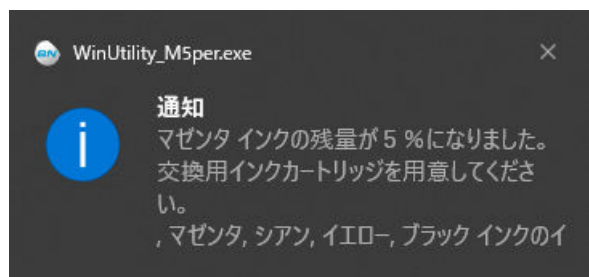 WinUtility_M5per.exe
通知
マゼンタ インクの残量が 5 %になりました。
交換用インクカートリッジを用意してくださ
い。
, マゼンタ, シアン, イエロー, ブラック インクのイ